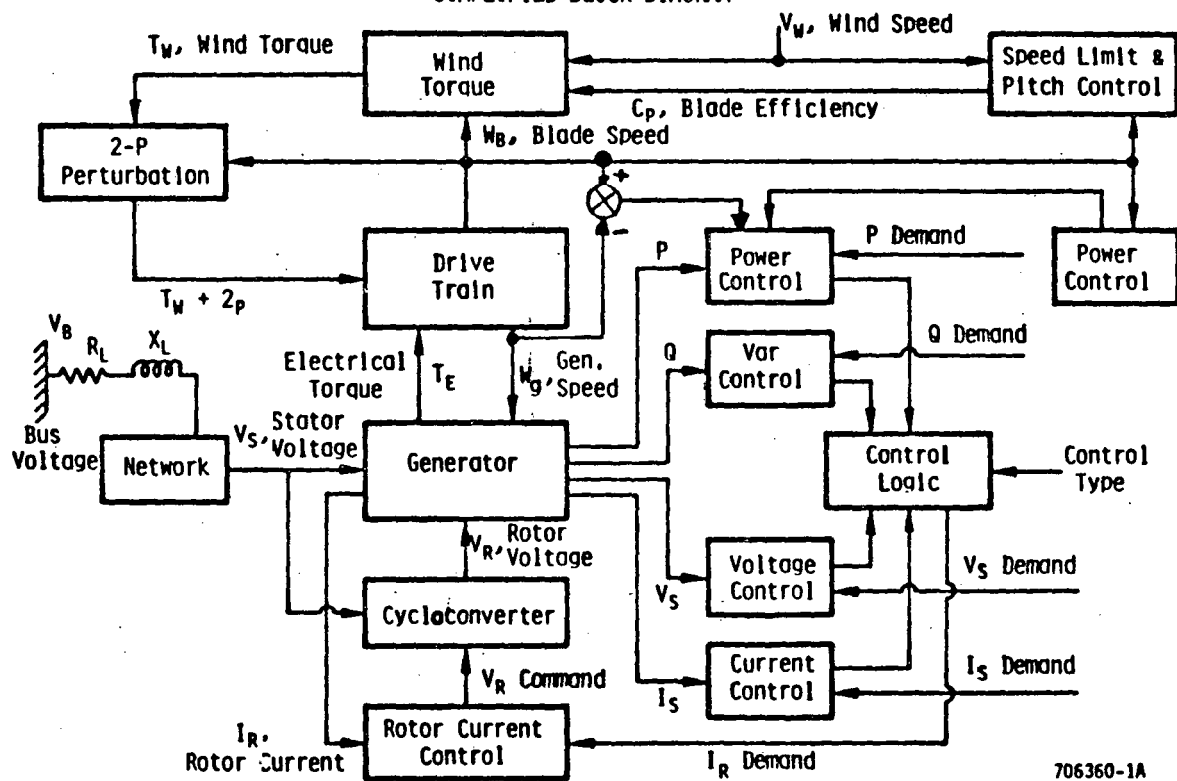 V_W, Wind Speed
T_W, Wind Torque
Wind
Torque
Speed Limit &
Pitch Control
C_P, Blade Efficiency
W_B, Blade Speed
2-P
Perturbation
+
-
Drive
Train
P
Power
Control
P Demand
Power
Control
T_W + 2_P
V_B
R_L
X_L
Electrical
Torque
T_E
W_g, Gen.
Speed
Q
Var
Control
Q Demand
Bus
Voltage
Network
V_S, Stator
Voltage
Generator
Control
Logic
Control
Type
V_R, Rotor
Voltage
V_S
Voltage
Control
V_S Demand
Cycloconverter
V_R Command
I_S
Current
Control
I_S Demand
I_R,
Rotor Current
Rotor Current
Control
I_R Demand
706360-1A